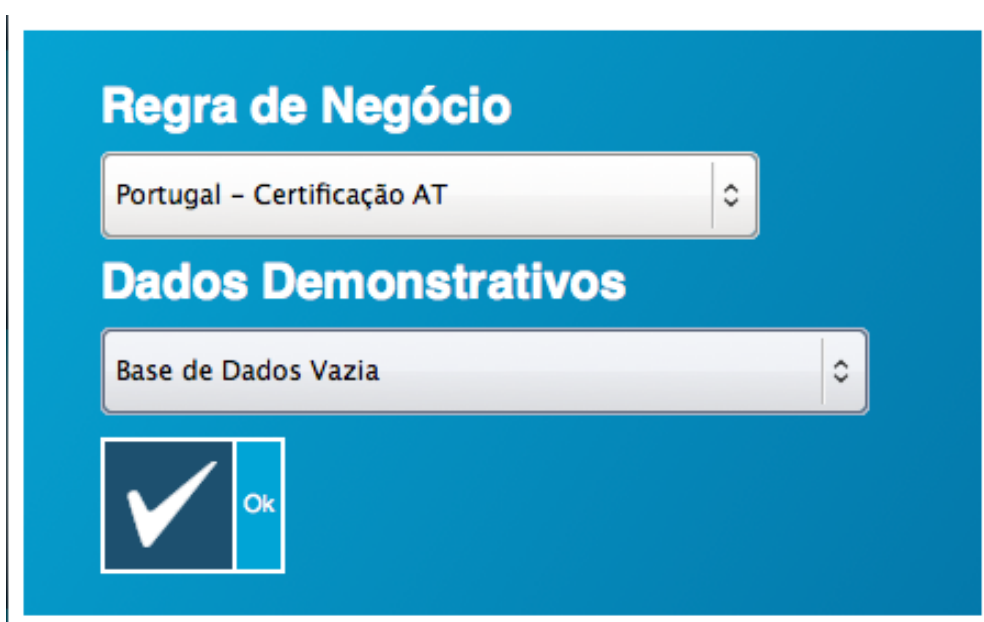 Regra de Negócio
Portugal – Certificação AT
Dados Demonstrativos
Base de Dados Vazia
Ok